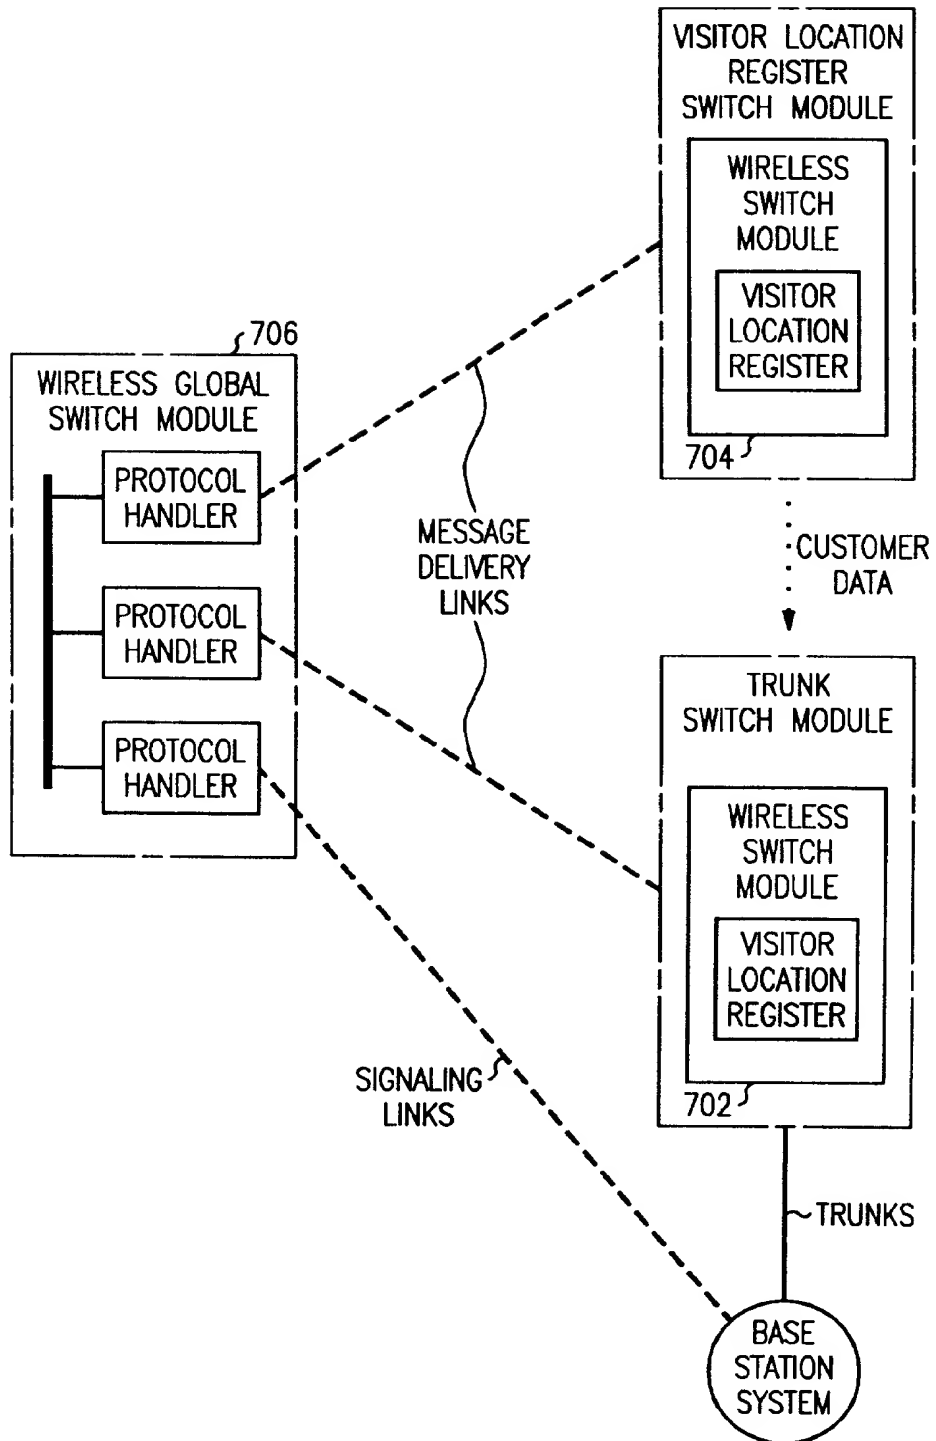 VISITOR LOCATION
REGISTER
SWITCH MODULE
WIRELESS
SWITCH
MODULE
VISITOR
LOCATION
REGISTER
704
706
WIRELESS GLOBAL
SWITCH MODULE
PROTOCOL
HANDLER
PROTOCOL
HANDLER
PROTOCOL
HANDLER
MESSAGE
DELIVERY
LINKS
CUSTOMER
DATA
TRUNK
SWITCH MODULE
WIRELESS
SWITCH
MODULE
VISITOR
LOCATION
REGISTER
702
SIGNALING
LINKS
TRUNKS
BASE
STATION
SYSTEM